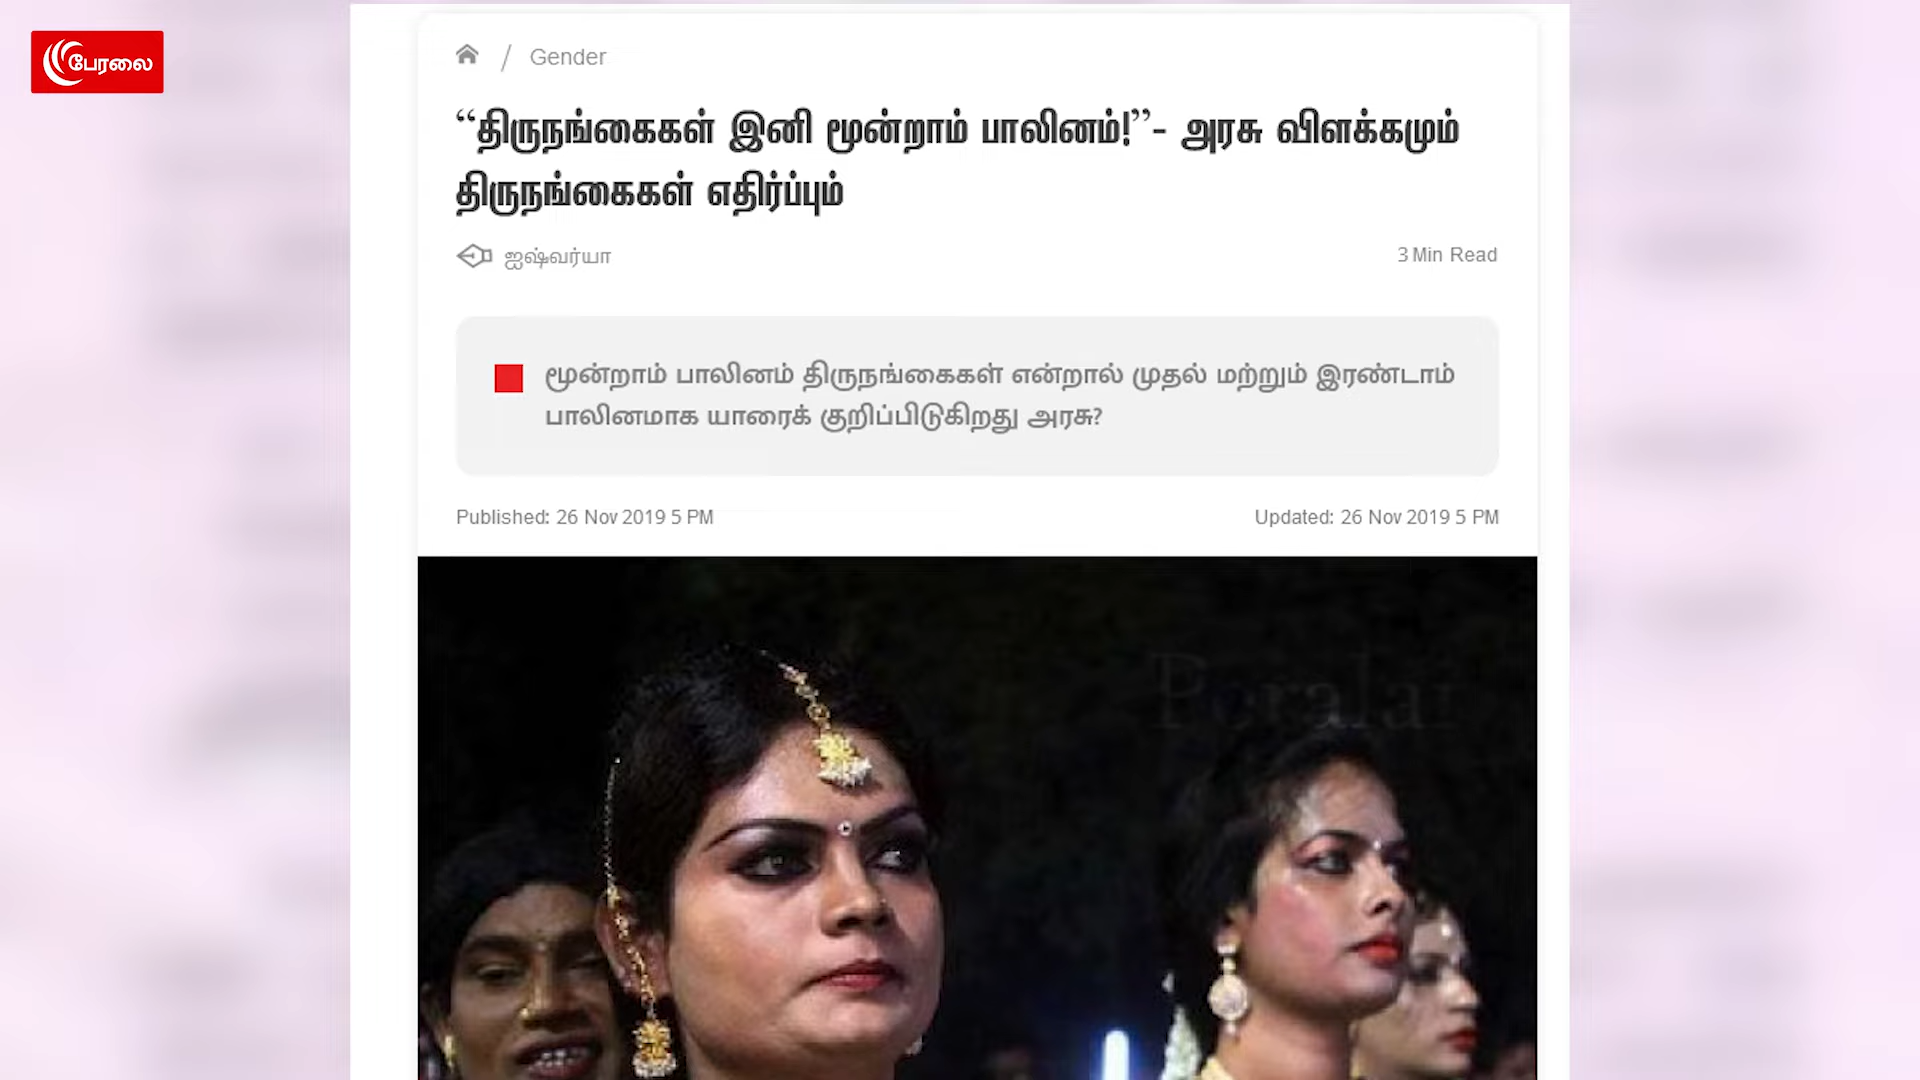 பேரலை
/ Gender
“திருநங்கைகள் இனி மூன்றாம் பாலினம்!”- அரசு விளக்கமும்
திருநங்கைகள் எதிர்ப்பும்
ஐஷ்வர்யா
3 Min Read
மூன்றாம் பாலினம் திருநங்கைகள் என்றால் முதல் மற்றும் இரண்டாம்
பாலினமாக யாரைக் குறிப்பிடுகிறது அரசு?
Published: 26 Nov 2019 5 PM
Updated: 26 Nov 2019 5 PM
Peralai